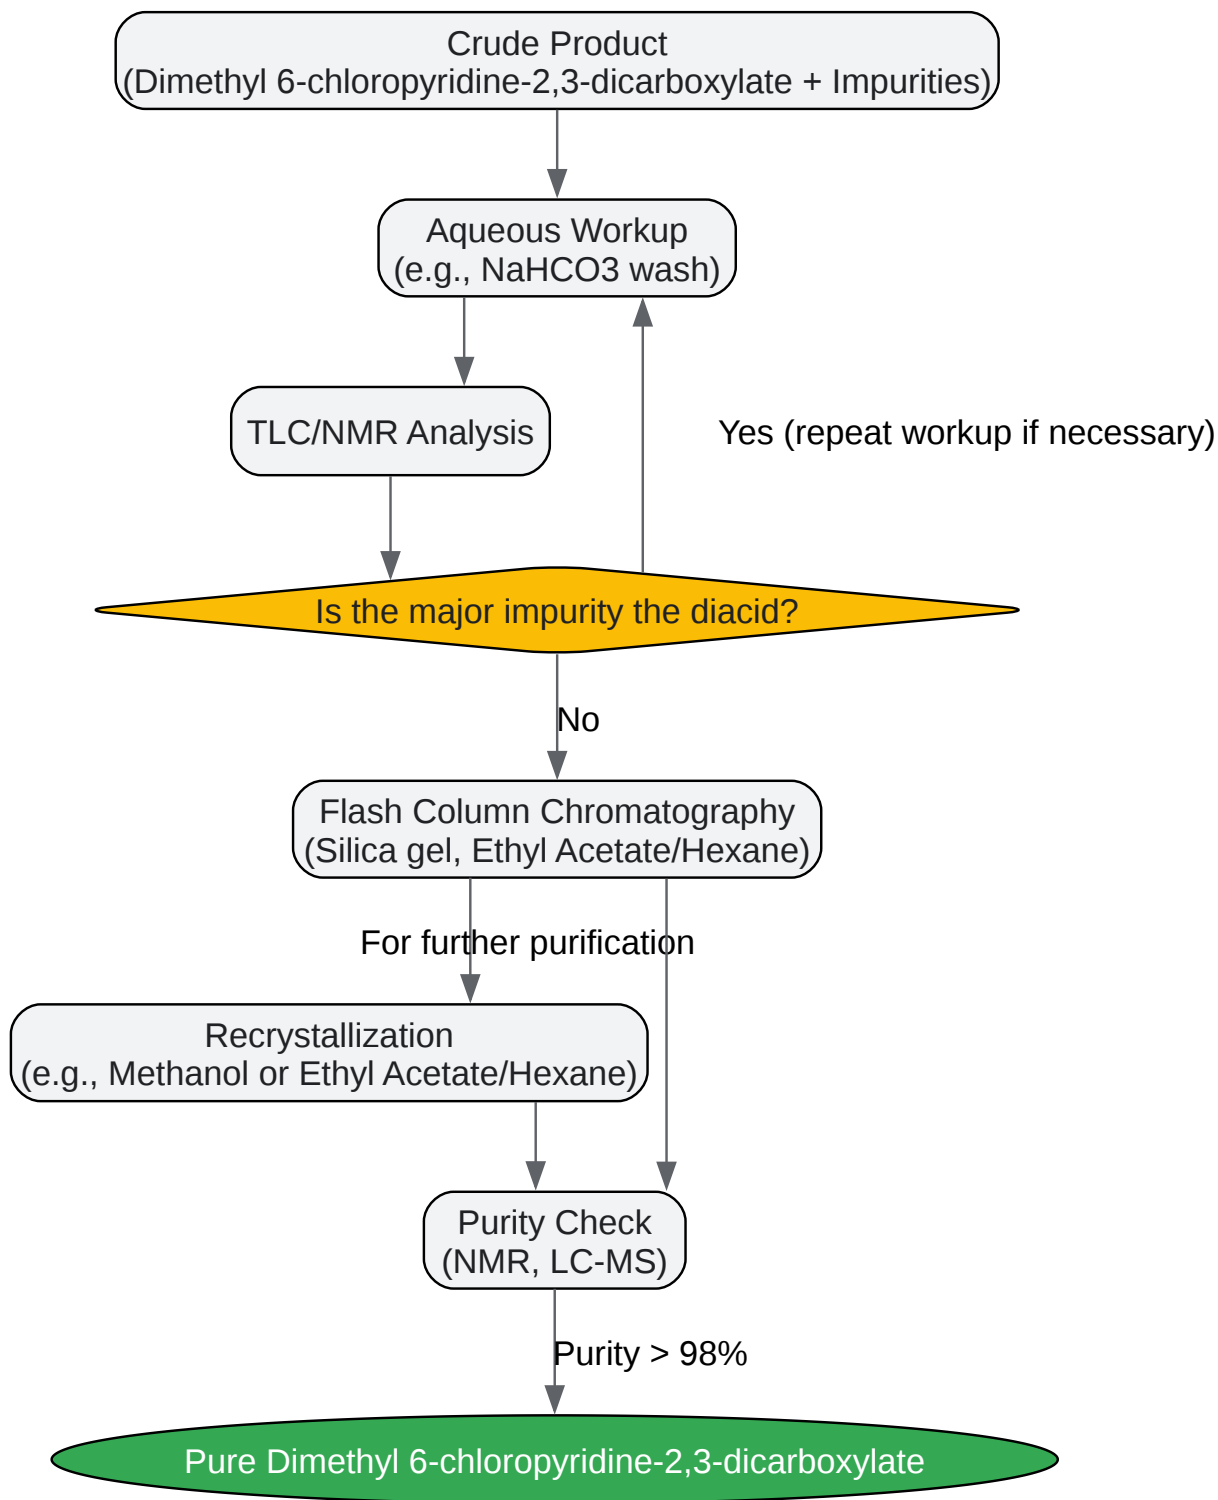 Crude Product
(Dimethyl 6-chloropyridine-2,3-dicarboxylate + Impurities)
Aqueous Workup
(e.g., NaHCO3 wash)
TLC/NMR Analysis
Yes (repeat workup if necessary)
Is the major impurity the diacid?
No
Flash Column Chromatography
(Silica gel, Ethyl Acetate/Hexane)
For further purification
Recrystallization
(e.g., Methanol or Ethyl Acetate/Hexane)
Purity Check
(NMR, LC-MS)
Purity > 98%
Pure Dimethyl 6-chloropyridine-2,3-dicarboxylate